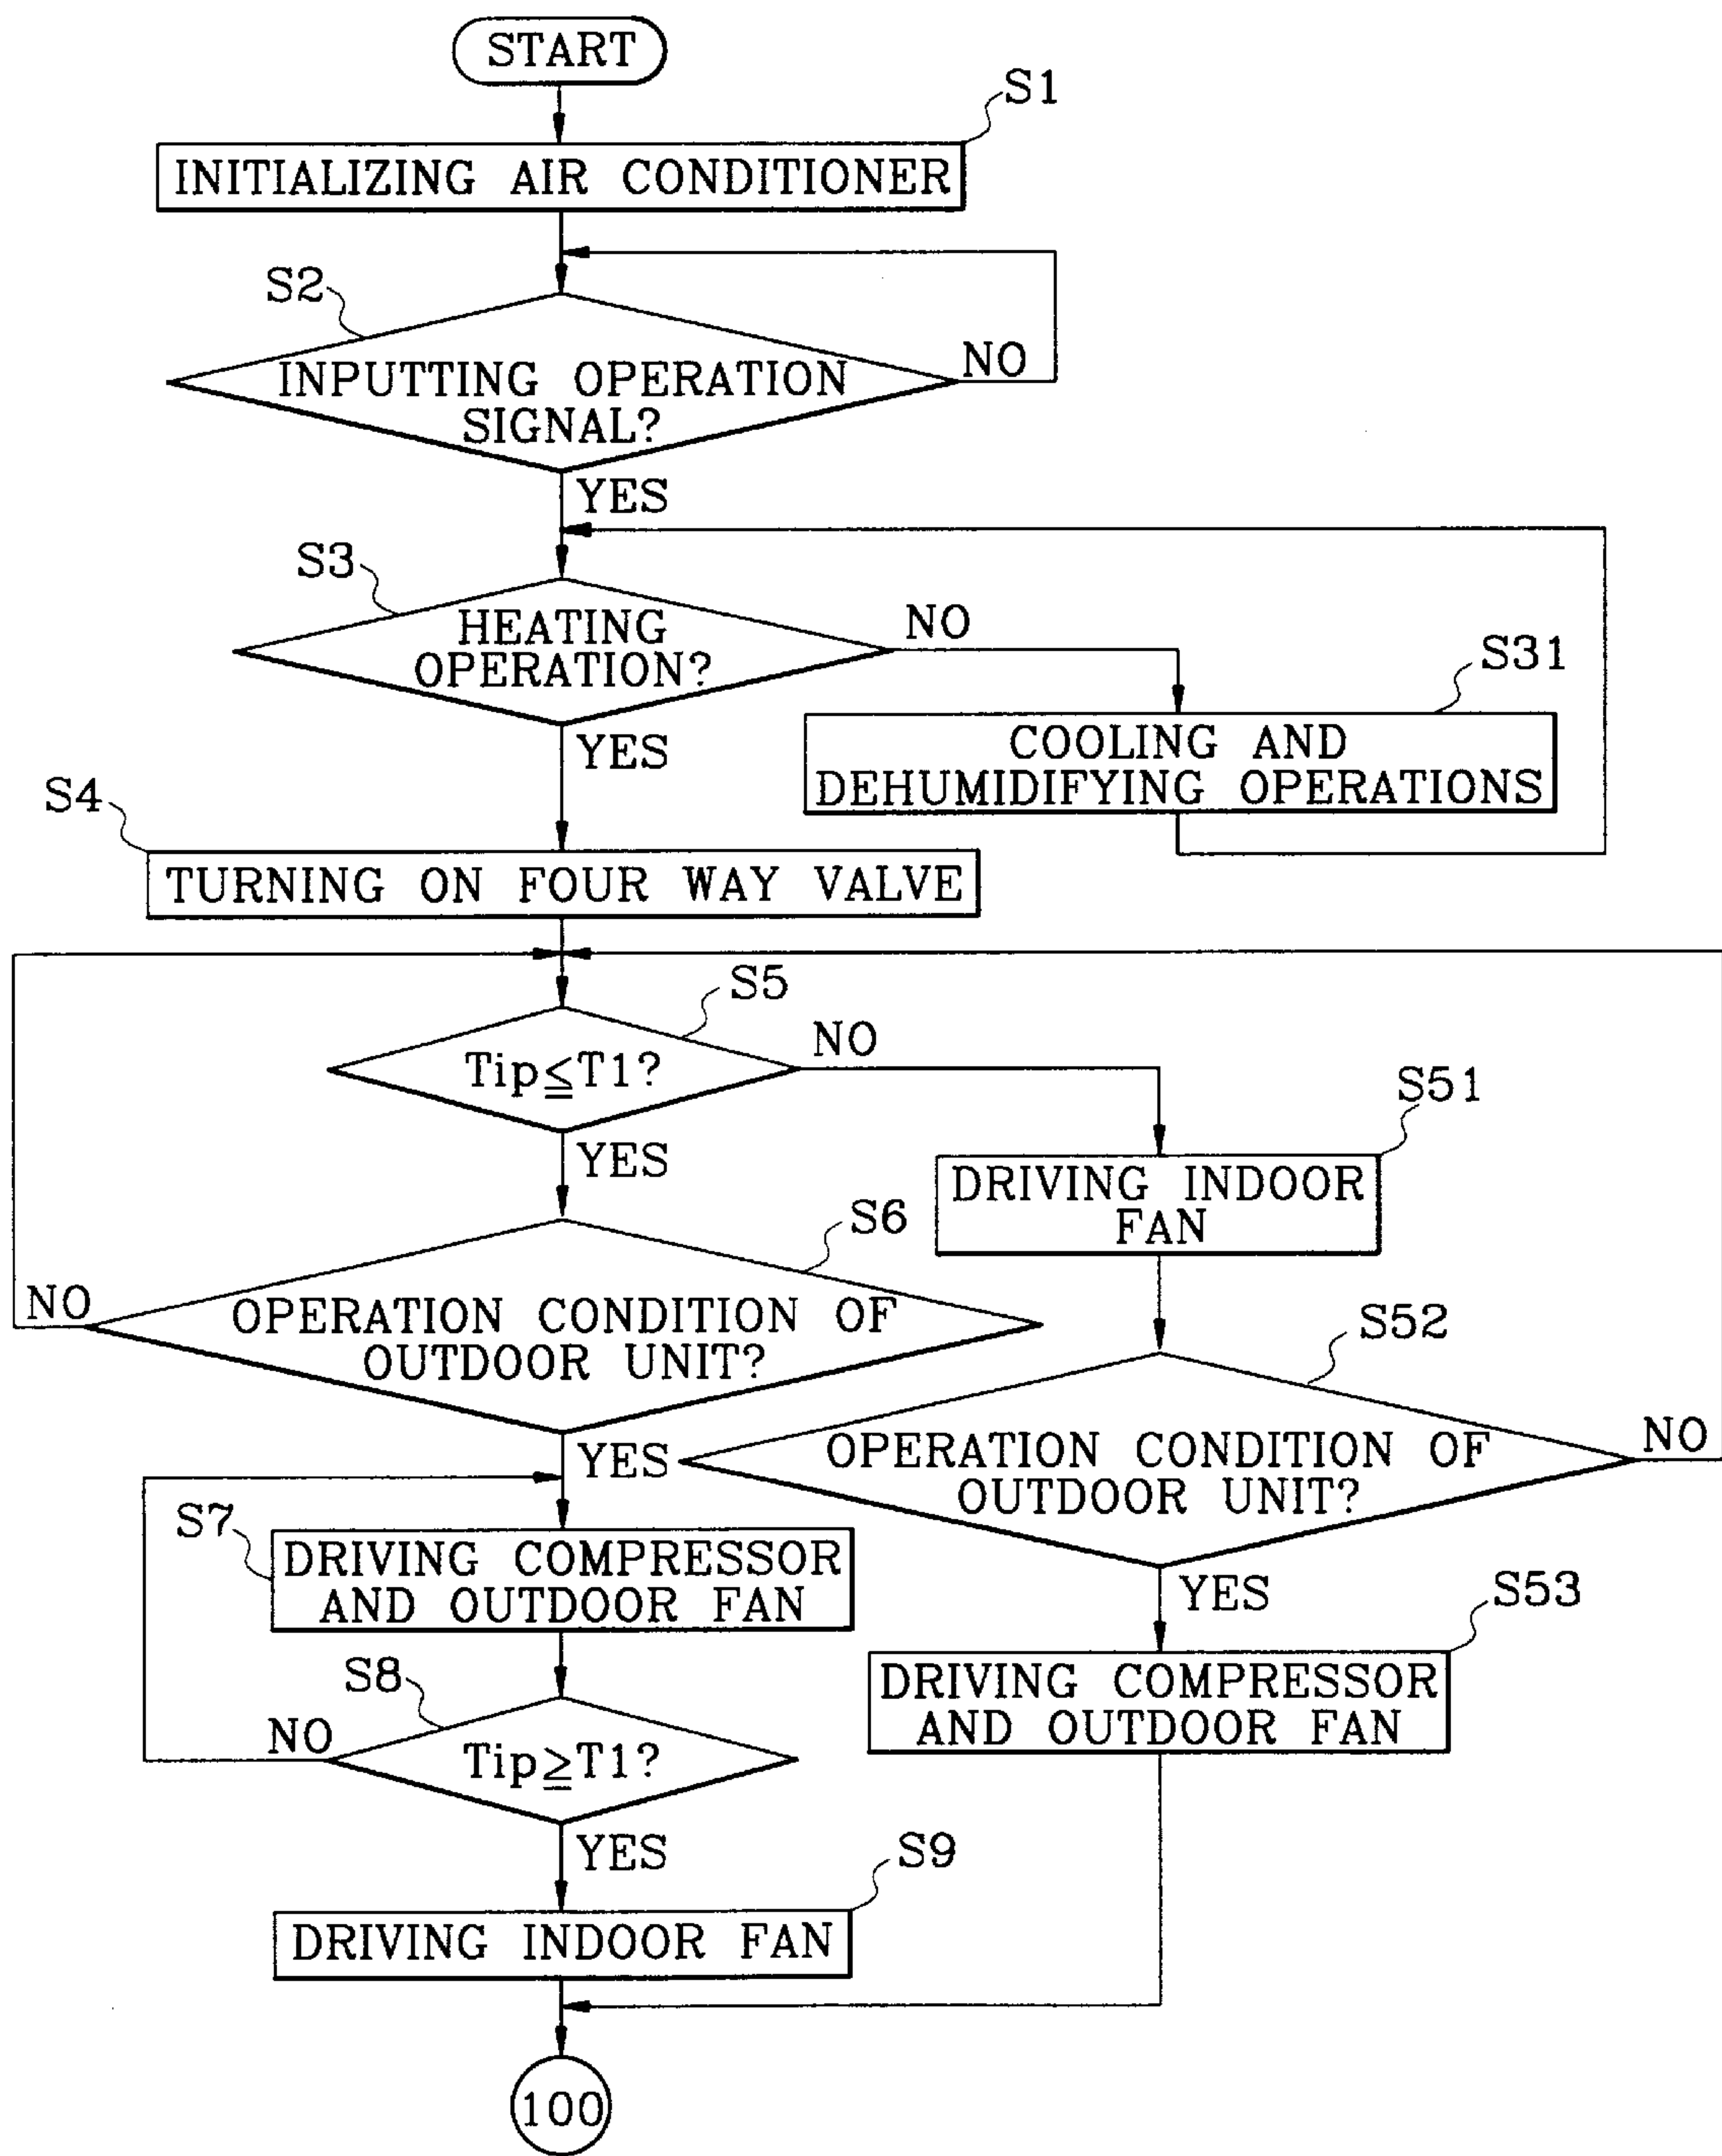 START
S1
INITIALIZING AIR CONDITIONER
S2
INPUTTING OPERATION
SIGNAL?
NO
YES
S3
HEATING
OPERATION?
NO
S31
COOLING AND
DEHUMIDIFYING OPERATIONS
YES
S4
TURNING ON FOUR WAY VALVE
S5
Tip≦T1?
NO
YES
S51
DRIVING INDOOR
FAN
S6
OPERATION CONDITION OF
OUTDOOR UNIT?
NO
YES
S52
OPERATION CONDITION OF
OUTDOOR UNIT?
NO
YES
S7
DRIVING COMPRESSOR
AND OUTDOOR FAN
S53
DRIVING COMPRESSOR
AND OUTDOOR FAN
S8
Tip≧T1?
NO
YES
S9
DRIVING INDOOR FAN
100